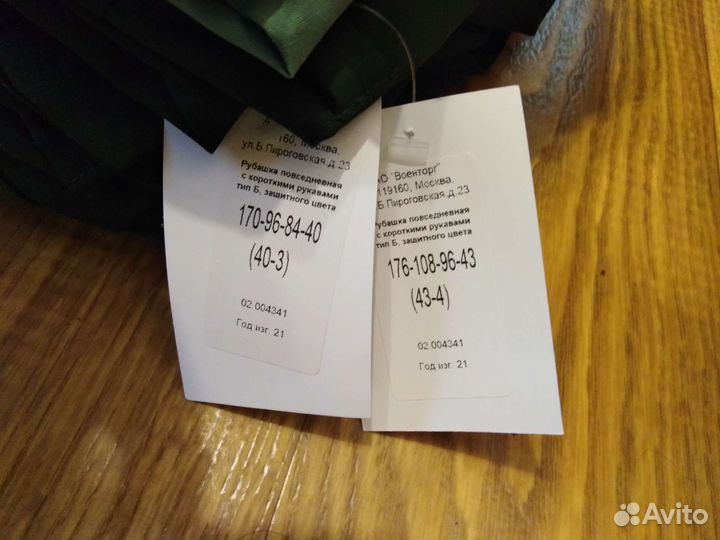 160, Москва,
ул.Б.Пироговская,д.23
Рубашка повседневная
с короткими рукавами
тип Б, защитного цвета
170-96-84-40
(40-3)
02.004341
Год изг. 21
АО "Военторг"
119160, Москва,
Б.Пироговская,д.23
Рубашка повседневная
с короткими рукавами
тип Б, защитного цвета
176-108-96-43
(43-4)
02.004341
Год изг. 21
Avito